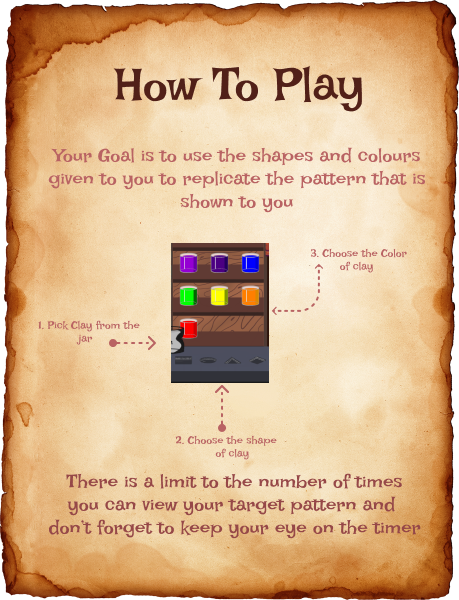 How To Play
Your Goal is to use the shapes and colours
given to you to replicate the pattern that is
shown to you
3. Choose the Color
of clay
1. Pick Clay from the
jar
2. Choose the shape
of clay
There is a limit to the number of times
you can view your target pattern and
don't forget to keep your eye on the timer